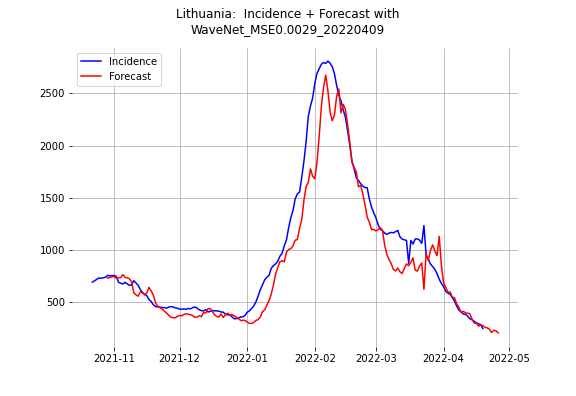 Lithuania:  Incidence + Forecast with
WaveNet_MSE0.0029_20220409
Incidence
Forecast
2500
2000
1500
1000
500
2021-11 2021-12 2022-01 2022-02 2022-03 2022-04 2022-05